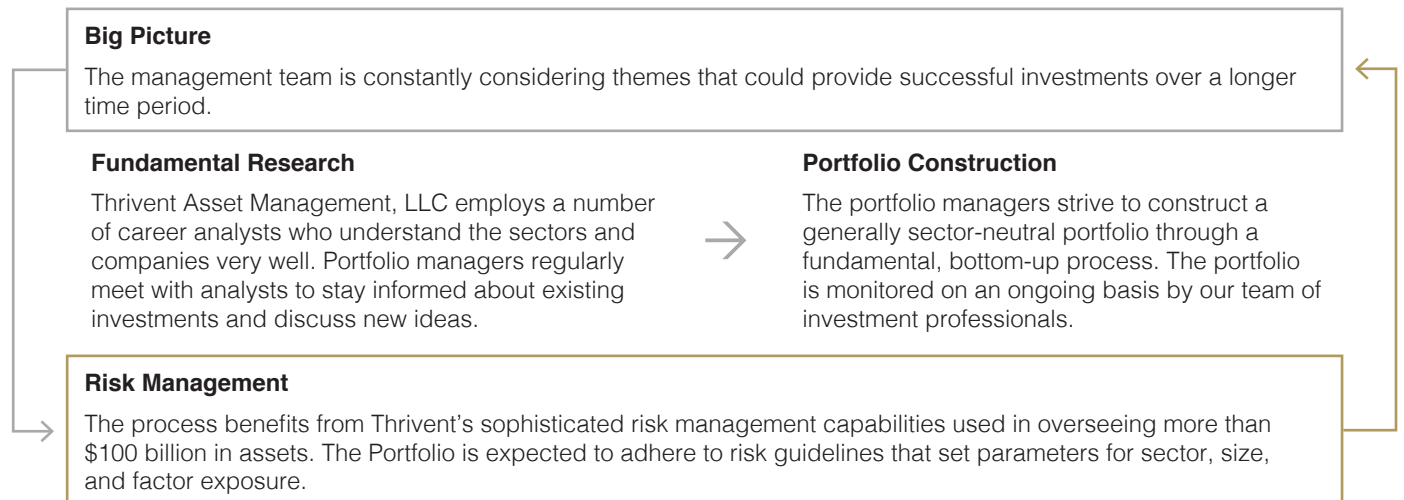 Big Picture
The management team is constantly considering themes that could provide successful investments over a longer
time period.
Fundamental Research
Thrivent Asset Management, LLC employs a number
of career analysts who understand the sectors and
companies very well. Portfolio managers regularly
meet with analysts to stay informed about existing
investments and discuss new ideas.
Portfolio Construction
The portfolio managers strive to construct a
generally sector-neutral portfolio through a
fundamental, bottom-up process. The portfolio
is monitored on an ongoing basis by our team of
investment professionals.
Risk Management
The process benefits from Thrivent’s sophisticated risk management capabilities used in overseeing more than
$100 billion in assets. The Portfolio is expected to adhere to risk guidelines that set parameters for sector, size,
and factor exposure.